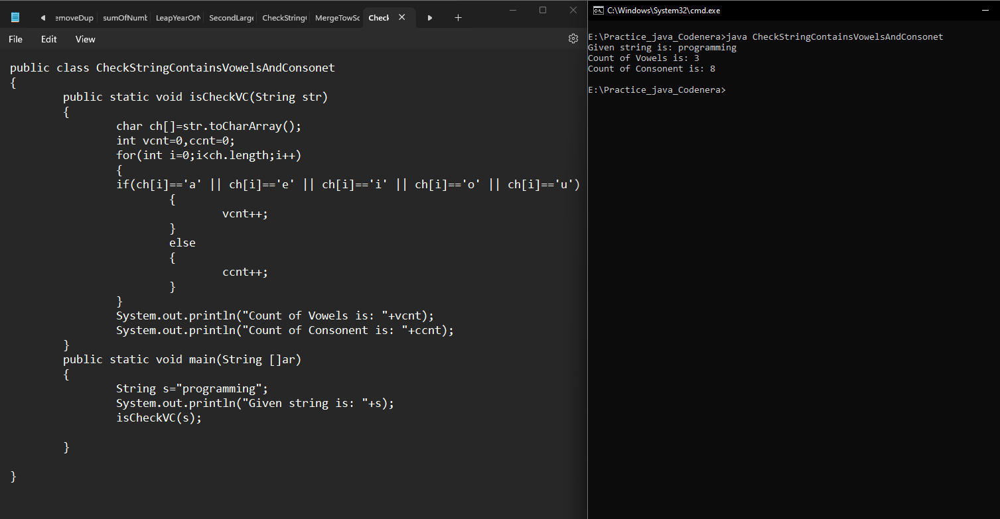 emoveDup sumOfNumb LeapYearOrN SecondLarge CheckString MergeTowSo Check
File Edit View
public class CheckStringContainsVowelsAndConsonet
{
public static void isCheckVC(String str)
{
char ch[]=str.toCharArray();
int vcnt=0,ccnt=0;
for(int i=0;i<ch.length;i++)
{
if(ch[i]=='a' || ch[i]=='e' || ch[i]=='i' || ch[i]=='o' || ch[i]=='u')
{
vcnt++;
}
else
{
ccnt++;
}
}
System.out.println("Count of Vowels is: "+vcnt);
System.out.println("Count of Consonent is: "+ccnt);
}
public static void main(String []ar)
{
String s="programming";
System.out.println("Given string is: "+s);
isCheckVC(s);
}
}
C:\Windows\System32\cmd.exe
E:\Practice_java_Codenera>java CheckStringContainsVowelsAndConsonet
Given string is: programming
Count of Vowels is: 3
Count of Consonent is: 8
E:\Practice_java_Codenera>